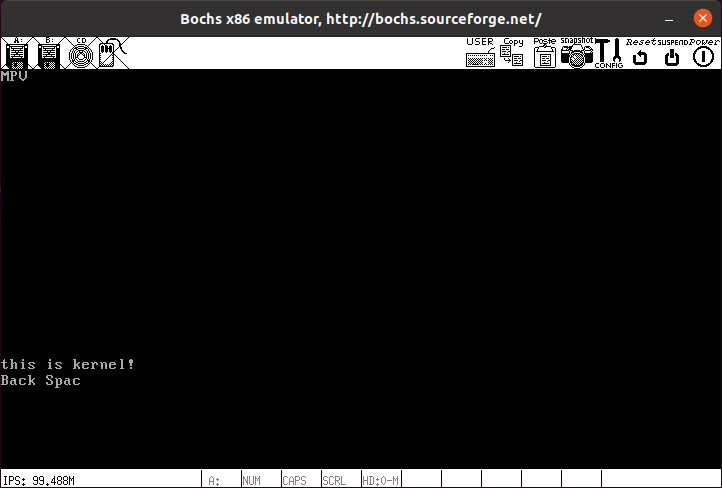 Bochs x86 emulator, http://bochs.sourceforge.net/
A: B: CD USER Copy Paste snapshot CONFIG Reset SUSPEND Power
MPV
this is kernel!
Back Spac
IPS: 99.488M A: NUM CAPS SCRL HD:0-M